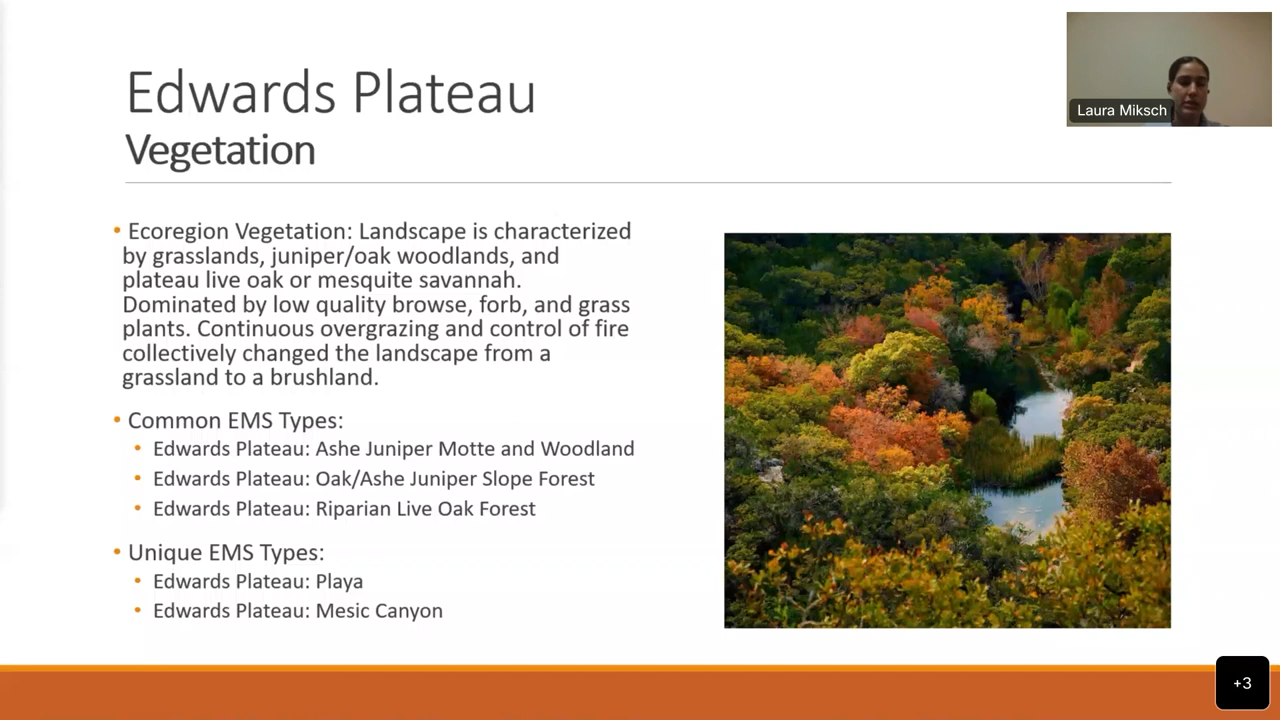 Edwards Plateau
Vegetation
Laura Miksch
• Ecoregion Vegetation: Landscape is characterized
by grasslands, juniper/oak woodlands, and
plateau live oak or mesquite savannah.
Dominated by low quality browse, forb, and grass
plants. Continuous overgrazing and control of fire
collectively changed the landscape from a
grassland to a brushland.
• Common EMS Types:
• Edwards Plateau: Ashe Juniper Motte and Woodland
• Edwards Plateau: Oak/Ashe Juniper Slope Forest
• Edwards Plateau: Riparian Live Oak Forest
• Unique EMS Types:
• Edwards Plateau: Playa
• Edwards Plateau: Mesic Canyon
+3